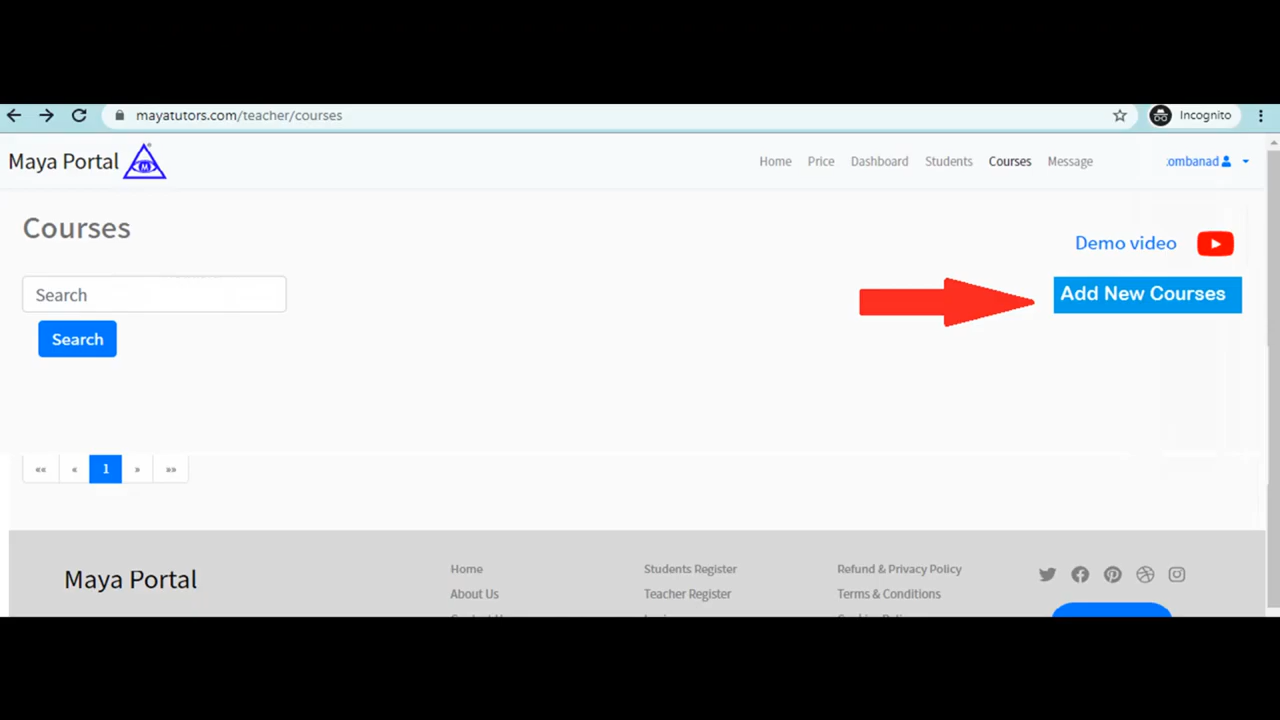 mayatutors.com/teacher/courses
Incognito
Maya Portal
M
Home Price Dashboard Students Courses Message
ombanad
Courses
Demo video
Search
Add New Courses
Search
«« « 1 » »»
Maya Portal
Home
Students Register
Refund & Privacy Policy
About Us
Teacher Register
Terms & Conditions